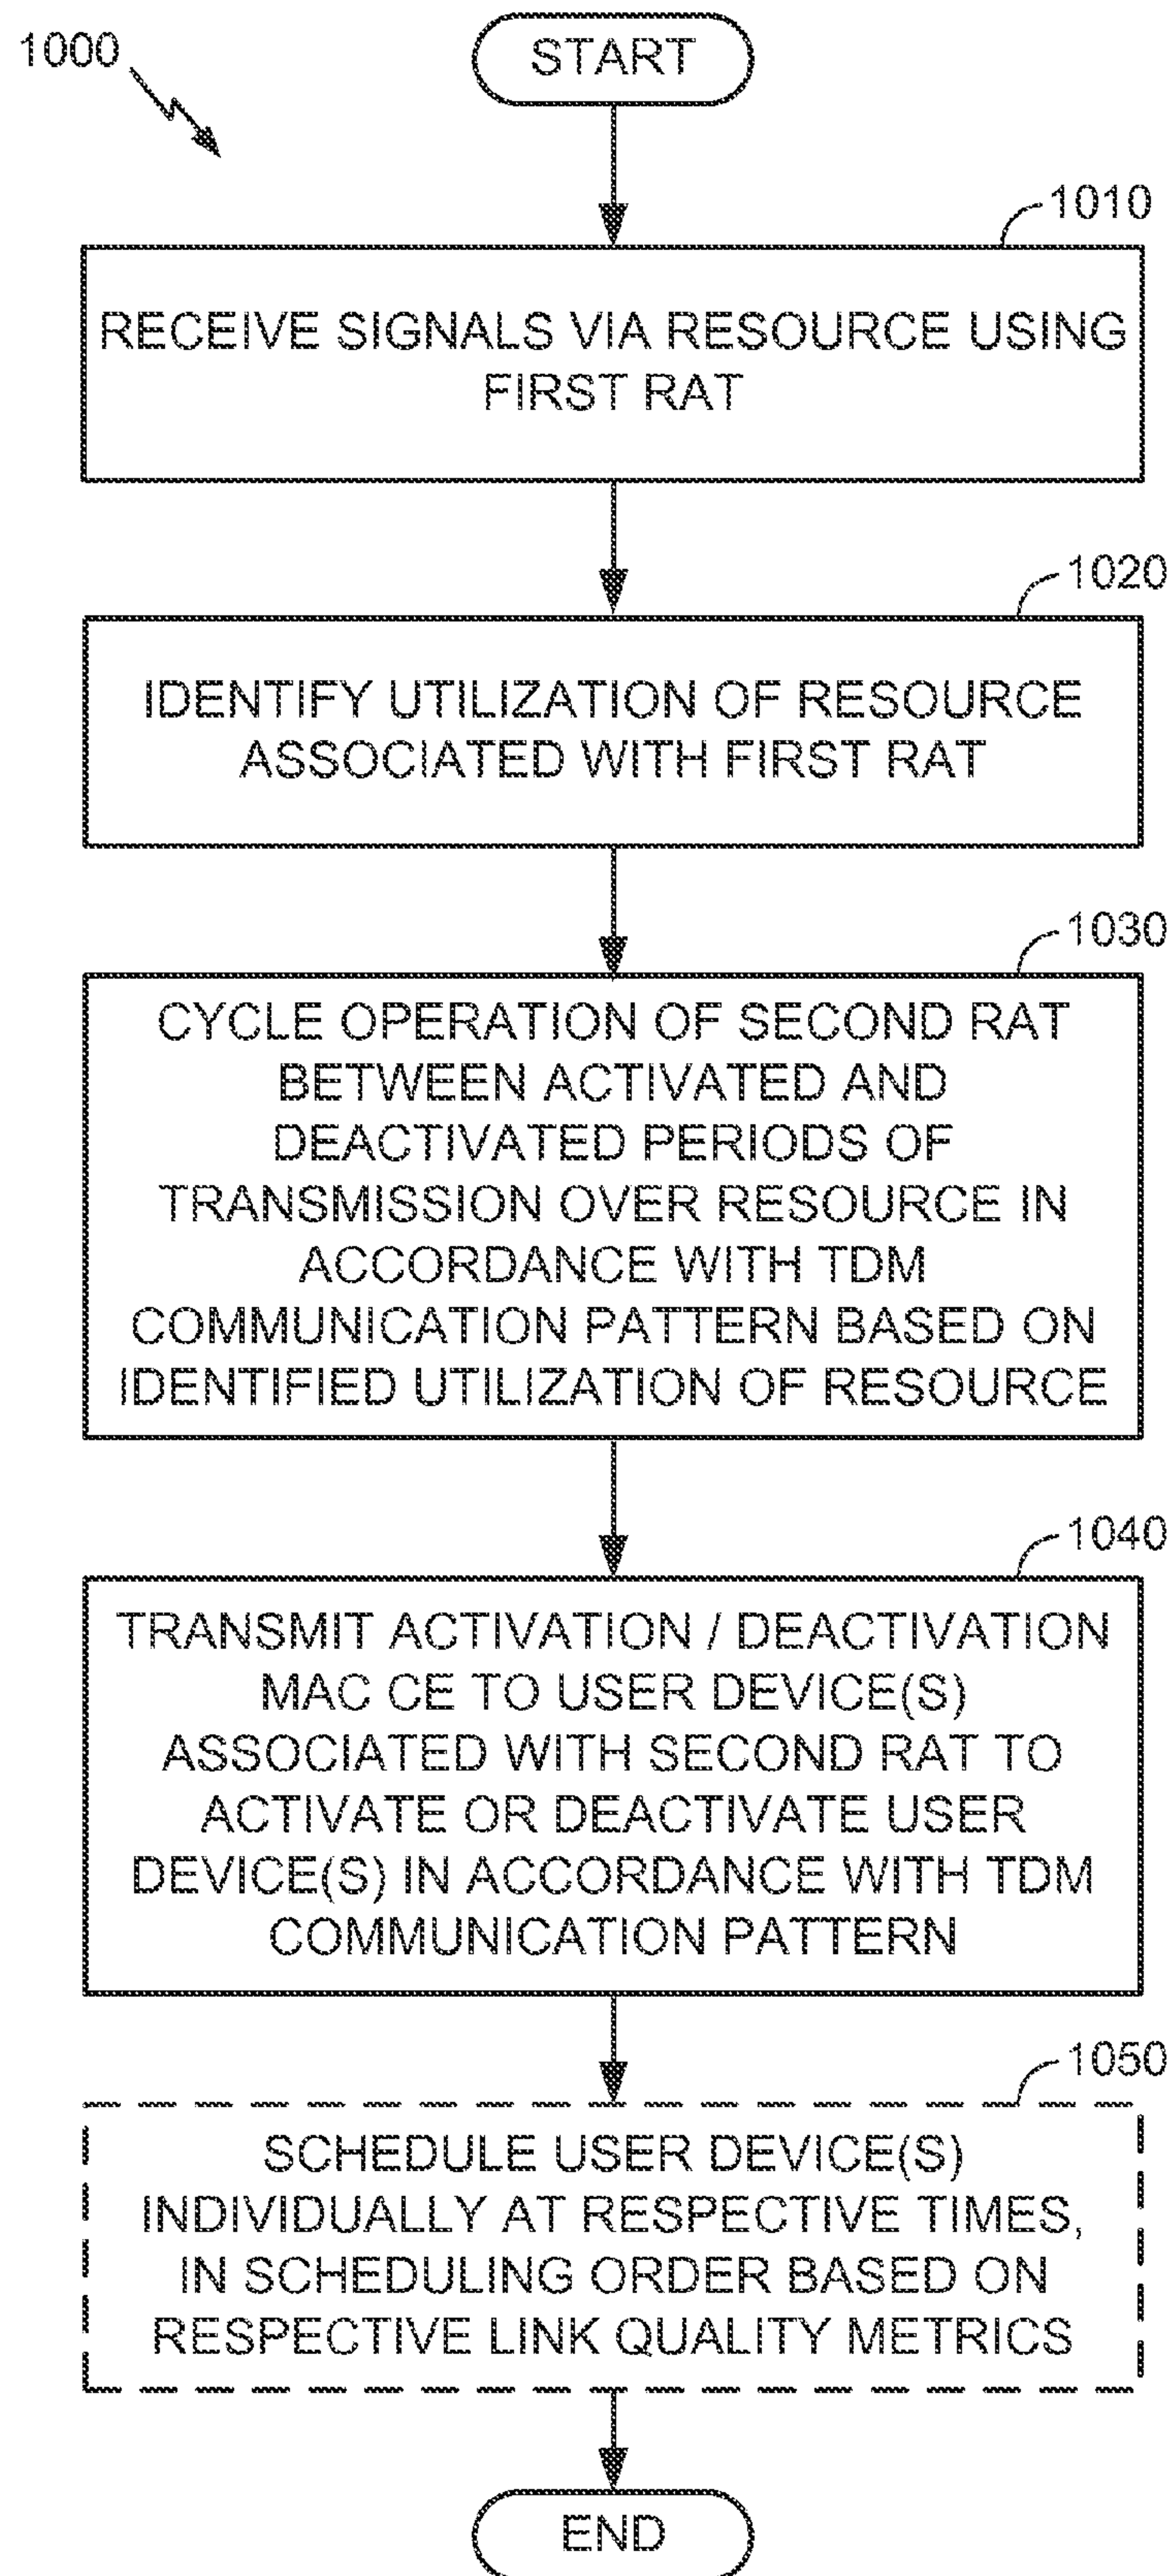 1000
START
1010
RECEIVE SIGNALS VIA RESOURCE USING
FIRST RAT
1020
IDENTIFY UTILIZATION OF RESOURCE
ASSOCIATED WITH FIRST RAT
1030
CYCLE OPERATION OF SECOND RAT
BETWEEN ACTIVATED AND
DEACTIVATED PERIODS OF
TRANSMISSION OVER RESOURCE IN
ACCORDANCE WITH TDM
COMMUNICATION PATTERN BASED ON
IDENTIFIED UTILIZATION OF RESOURCE
1040
TRANSMIT ACTIVATION / DEACTIVATION
MAC CE TO USER DEVICE(S)
ASSOCIATED WITH SECOND RAT TO
ACTIVATE OR DEACTIVATE USER
DEVICE(S) IN ACCORDANCE WITH TDM
COMMUNICATION PATTERN
1050
SCHEDULE USER DEVICE(S)
INDIVIDUALLY AT RESPECTIVE TIMES,
IN SCHEDULING ORDER BASED ON
RESPECTIVE LINK QUALITY METRICS
END